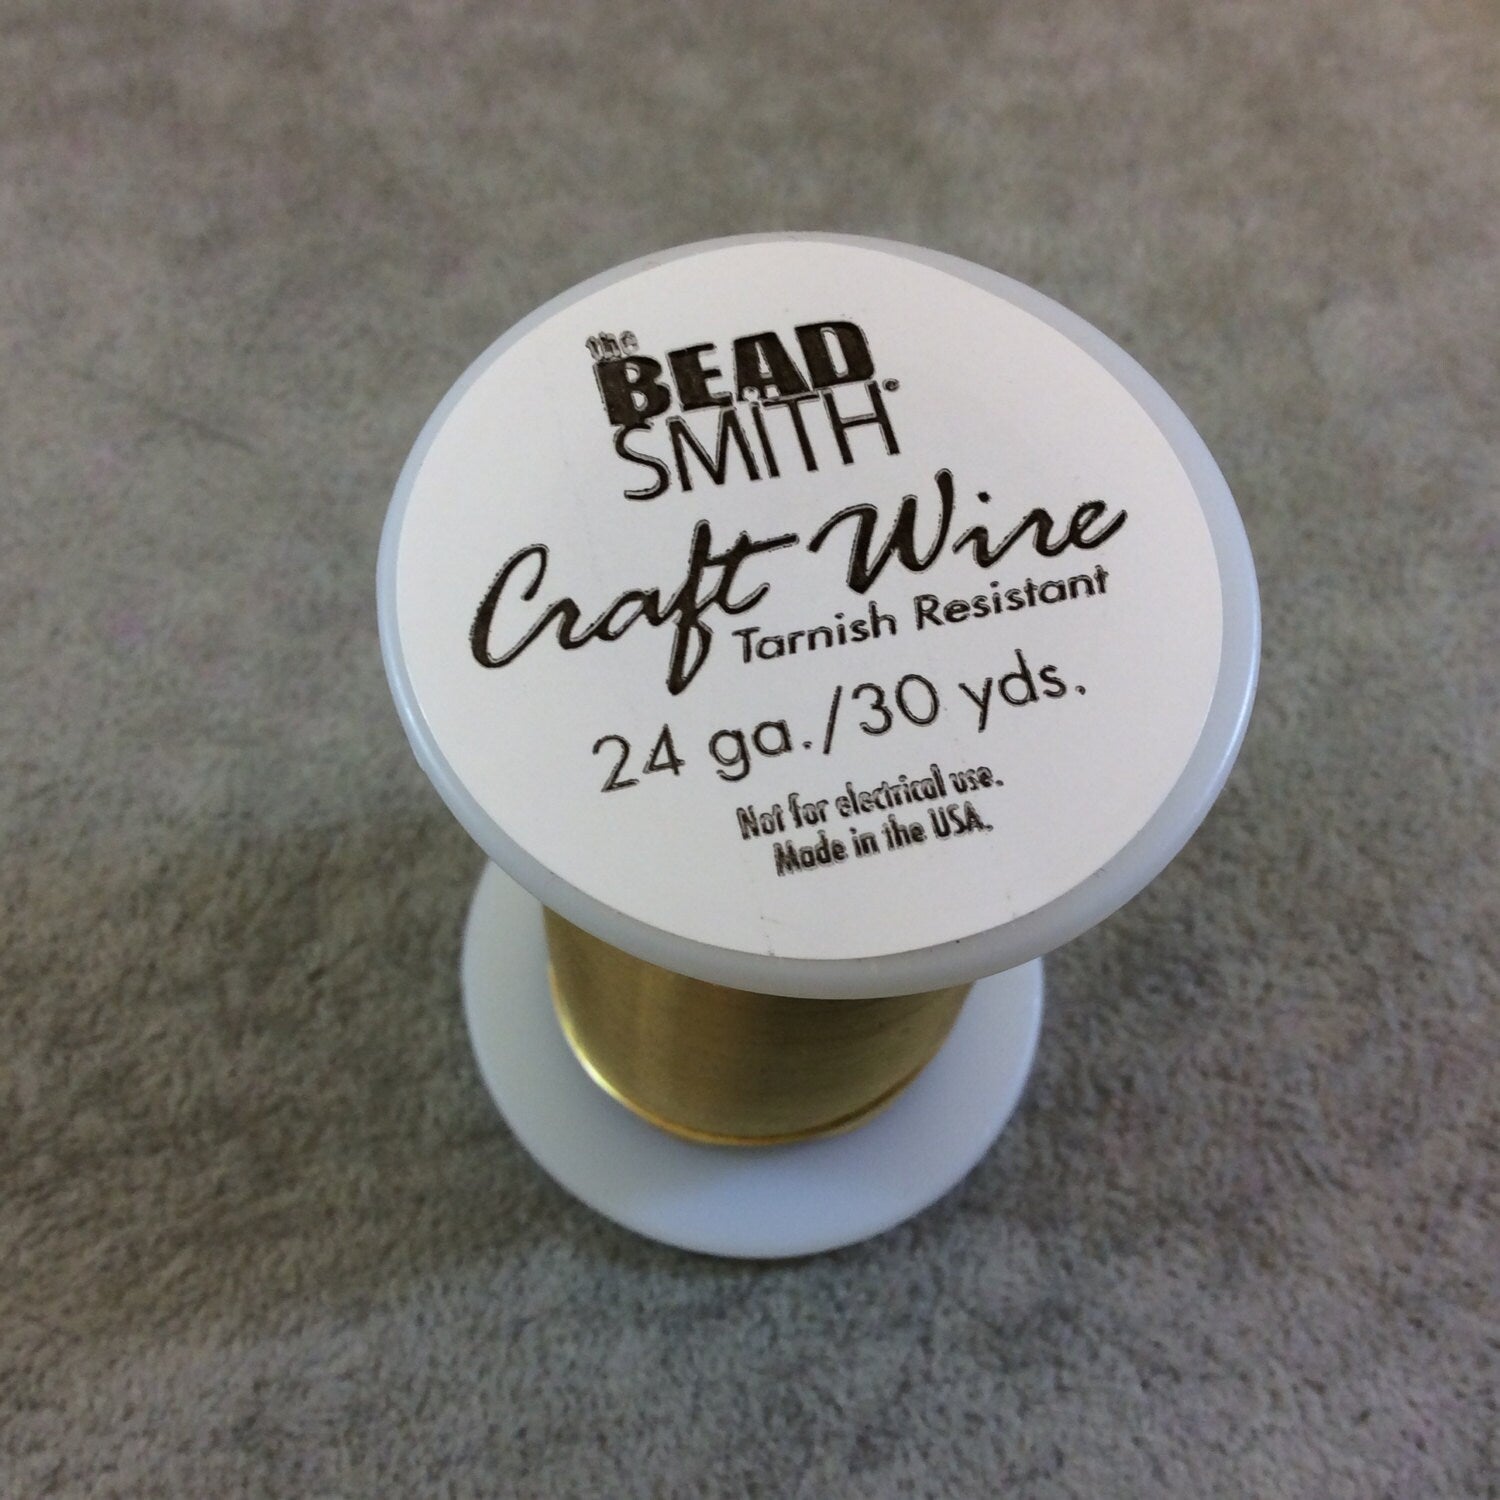 the
BEAD
SMiTH®
Craft Wire
Tarnish Resistant
24 ga./30 yds.
Not for electrical use.
Made in the USA.